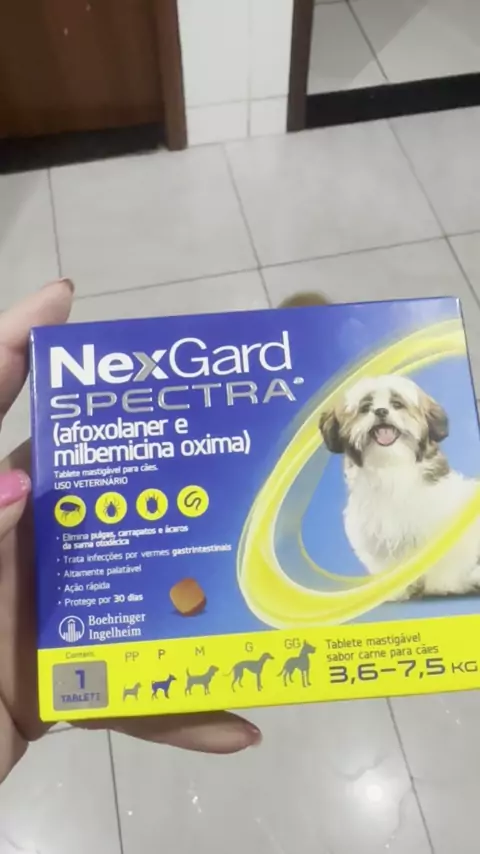 NexGard
SPECTRA
(afoxolaner e
milbemicina oxima)
Tablete mastigável para cães.
USO VETERINÁRIO
• Elimina pulgas, carrapatos e ácaros
da sarna otodécica
• Trata infecções por vermes gastrintestinais
• Altamente palatável
• Ação rápida
• Protege por 30 dias
Boehringer
Ingelheim
Contém:
1
TABLETE
PP P M G GG
Tablete mastigável
sabor carne para cães
3,6-7,5 KG